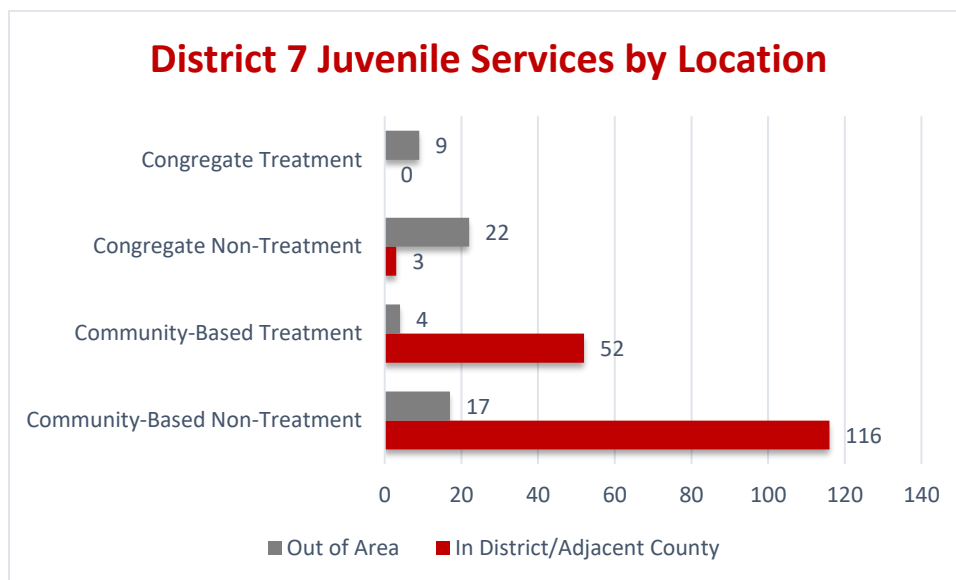 District 7 Juvenile Services by Location
Congregate Treatment
9
0
Congregate Non-Treatment
22
3
Community-Based Treatment
4
52
Community-Based Non-Treatment
17
116
0 20 40 60 80 100 120 140
Out of Area In District/Adjacent County